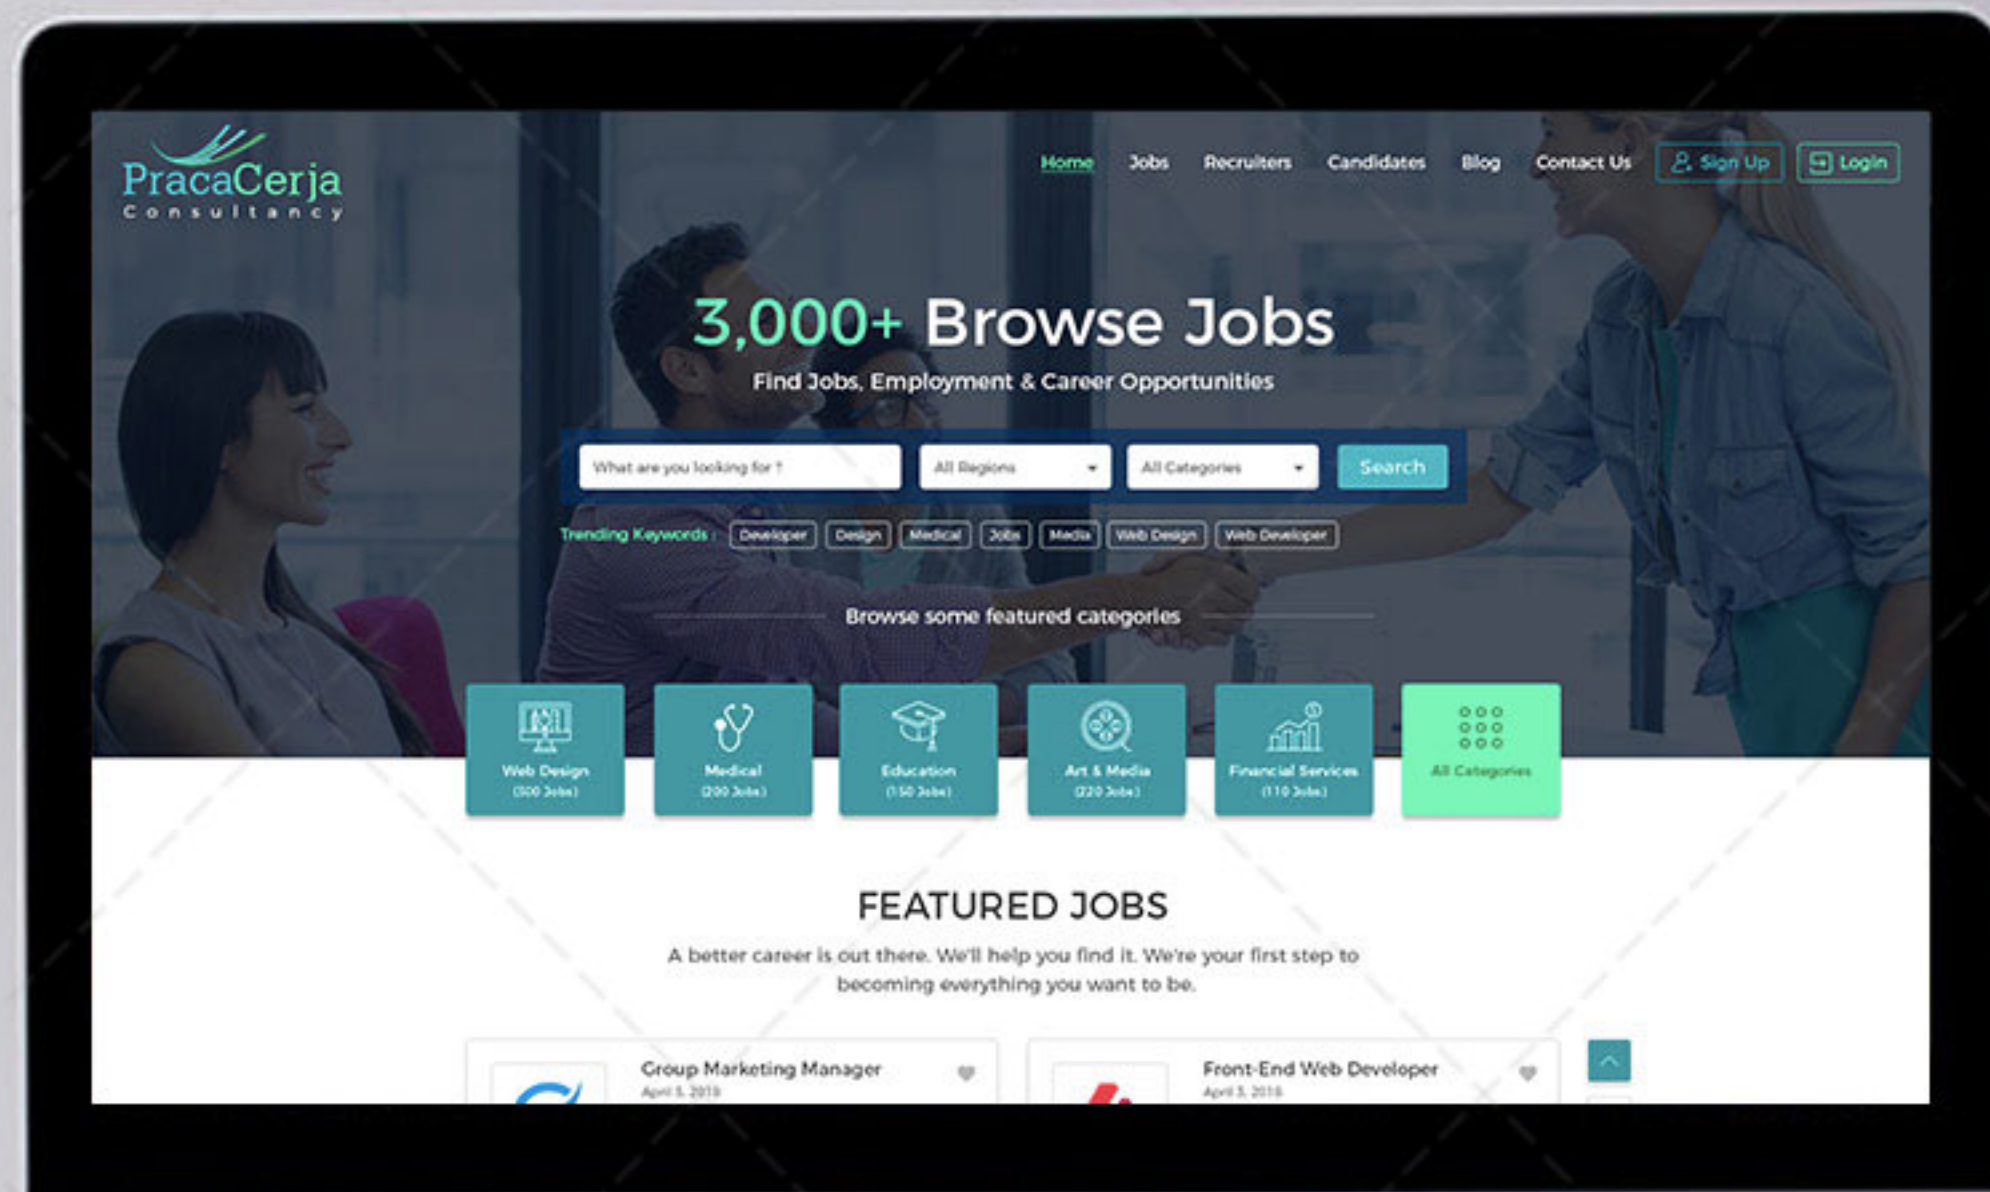 PracaCerja
Consultancy
Home Jobs Recruiters Candidates Blog Contact Us Sign Up Login
3,000+ Browse Jobs
Find Jobs, Employment & Career Opportunities
What are you looking for ? All Regions All Categories Search
Trending Keywords : Developer Design Medical Jobs Media Web Design Web Developer
Browse some featured categories
Web Design Medical Education Art & Media Financial Services All Categories
(300 Jobs) (200 Jobs) (150 Jobs) (220 Jobs) (110 Jobs)
FEATURED JOBS
A better career is out there. We'll help you find it. We're your first step to
becoming everything you want to be.
Group Marketing Manager Front-End Web Developer
April 3, 2018